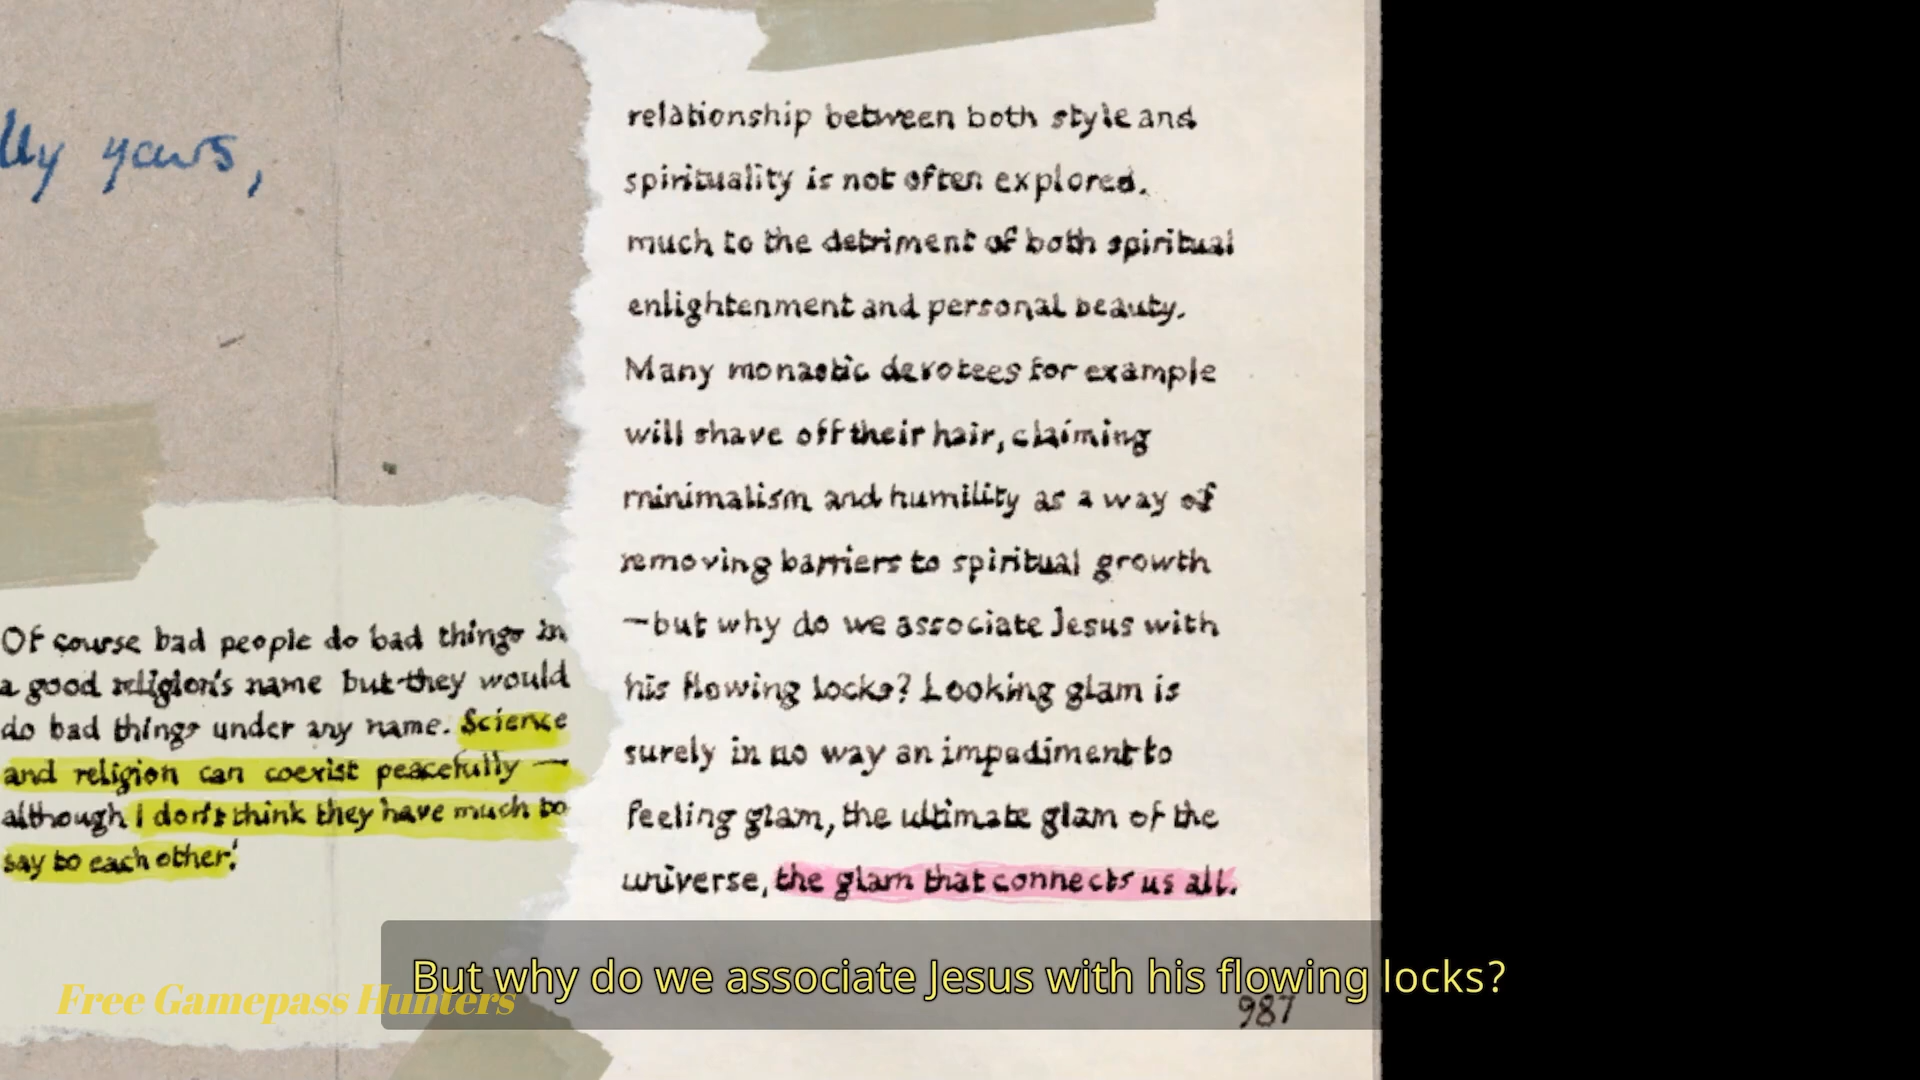 lly yours,
Of course bad people do bad things in
a good religion's name but they would
do bad things under any name. Science
and religion can coexist peacefully —
although I don't think they have much to
say to each other.'
relationship between both style and
spirituality is not often explored.
much to the detriment of both spiritual
enlightenment and personal beauty.
Many monastic devotees for example
will shave off their hair, claiming
minimalism and humility as a way of
removing barriers to spiritual growth
—but why do we associate Jesus with
his flowing locks? Looking glam is
surely in no way an impediment to
feeling glam, the ultimate glam of the
universe, the glam that connects us all.
987
But why do we associate Jesus with his flowing locks?
Free Gamepass Hunters